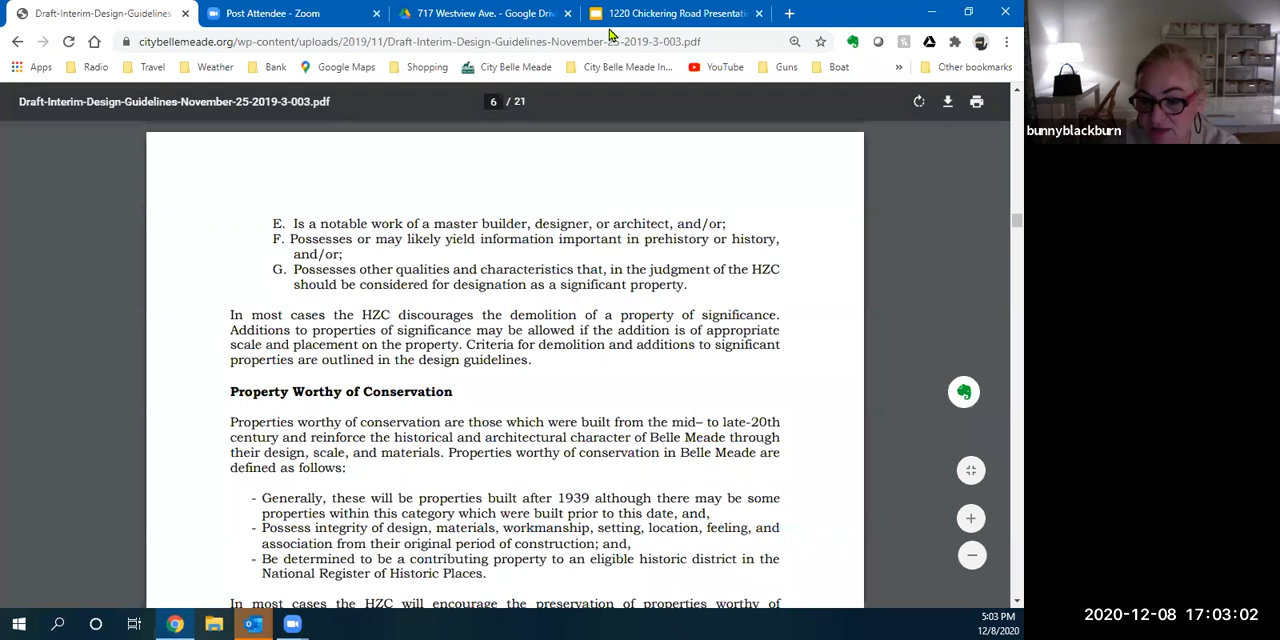 Draft-Interim-Design-Guidelines
Post Attendee - Zoom
717 Westview Ave. - Google Driv
1220 Chickering Road Presentati
citybellemeade.org/wp-content/uploads/2019/11/Draft-Interim-Design-Guidelines-November-25-2019-3-003.pdf
Apps
Radio
Travel
Weather
Bank
Google Maps
Shopping
City Belle Meade
City Belle Meade In...
YouTube
Guns
Boat
»
Other bookmarks
Draft-Interim-Design-Guidelines-November-25-2019-3-003.pdf
6 / 21
bunnyblackburn
E. Is a notable work of a master builder, designer, or architect, and/or;
F. Possesses or may likely yield information important in prehistory or history,
and/or;
G. Possesses other qualities and characteristics that, in the judgment of the HZC
should be considered for designation as a significant property.
In most cases the HZC discourages the demolition of a property of significance.
Additions to properties of significance may be allowed if the addition is of appropriate
scale and placement on the property. Criteria for demolition and additions to significant
properties are outlined in the design guidelines.
Property Worthy of Conservation
Properties worthy of conservation are those which were built from the mid– to late-20th
century and reinforce the historical and architectural character of Belle Meade through
their design, scale, and materials. Properties worthy of conservation in Belle Meade are
defined as follows:
- Generally, these will be properties built after 1939 although there may be some
properties within this category which were built prior to this date, and,
- Possess integrity of design, materials, workmanship, setting, location, feeling, and
association from their original period of construction; and,
- Be determined to be a contributing property to an eligible historic district in the
National Register of Historic Places.
In most cases the HZC will encourage the preservation of properties worthy of
5:03 PM
12/8/2020
2020-12-08 17:03:02